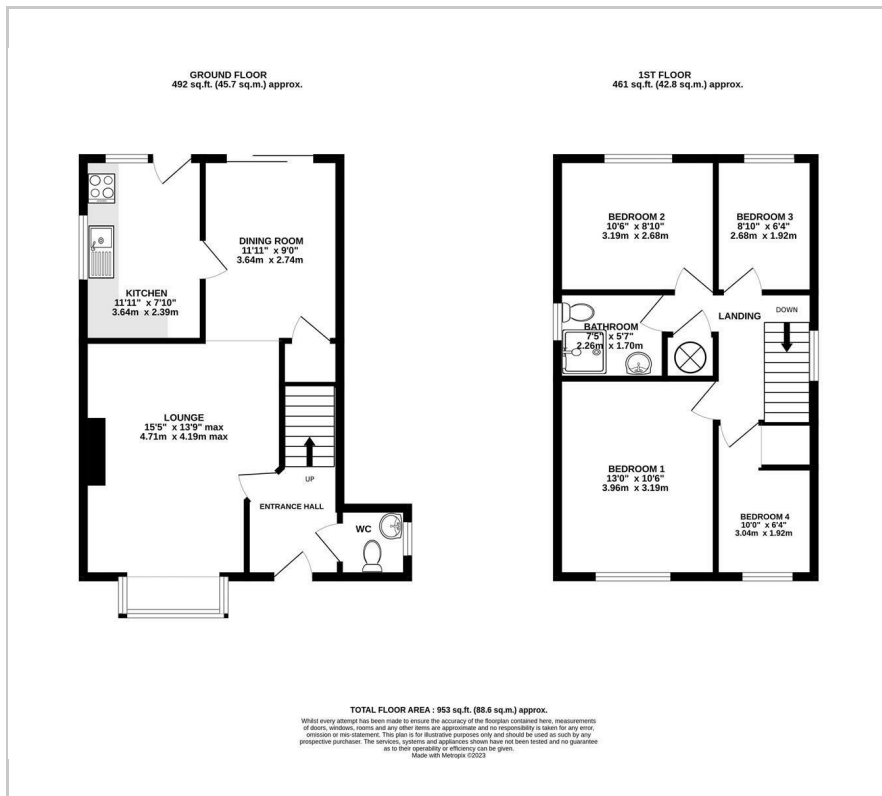 GROUND FLOOR
492 sq.ft. (45.7 sq.m.) approx.
KITCHEN
11'11" x 7'10"
3.64m x 2.39m
DINING ROOM
11'11" x 9'0"
3.64m x 2.74m
LOUNGE
15'5" x 13'9" max
4.71m x 4.19m max
UP
ENTRANCE HALL
WC
1ST FLOOR
461 sq.ft. (42.8 sq.m.) approx.
BEDROOM 2
10'6" x 8'10"
3.19m x 2.68m
BEDROOM 3
8'10" x 6'4"
2.68m x 1.92m
BATHROOM
7'5" x 5'7"
2.26m x 1.70m
LANDING
DOWN
BEDROOM 1
13'0" x 10'6"
3.96m x 3.19m
BEDROOM 4
10'0" x 6'4"
3.04m x 1.92m
TOTAL FLOOR AREA : 953 sq.ft. (88.6 sq.m.) approx.
Whilst every attempt has been made to ensure the accuracy of the floorplan contained here, measurements
of doors, windows, rooms and any other items are approximate and no responsibility is taken for any error,
omission or mis-statement. This plan is for illustrative purposes only and should be used as such by any
prospective purchaser. The services, systems and appliances shown have not been tested and no guarantee
as to their operability or efficiency can be given.
Made with Metropix ©2023